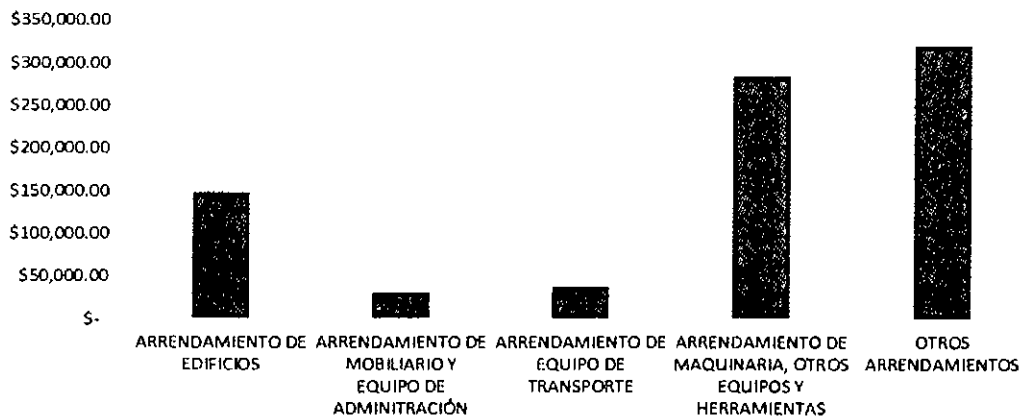 $350,000.00
$300,000.00
$250,000.00
$200,000.00
$150,000.00
$100,000.00
$50,000.00
$-
ARRENDAMIENTO DE EDIFICIOS
ARRENDAMIENTO DE MOBILIARIO Y EQUIPO DE ADMINITRACIÓN
ARRENDAMIENTO DE EQUIPO DE TRANSPORTE
ARRENDAMIENTO DE MAQUINARIA, OTROS EQUIPOS Y HERRAMIENTAS
OTROS ARRENDAMIENTOS